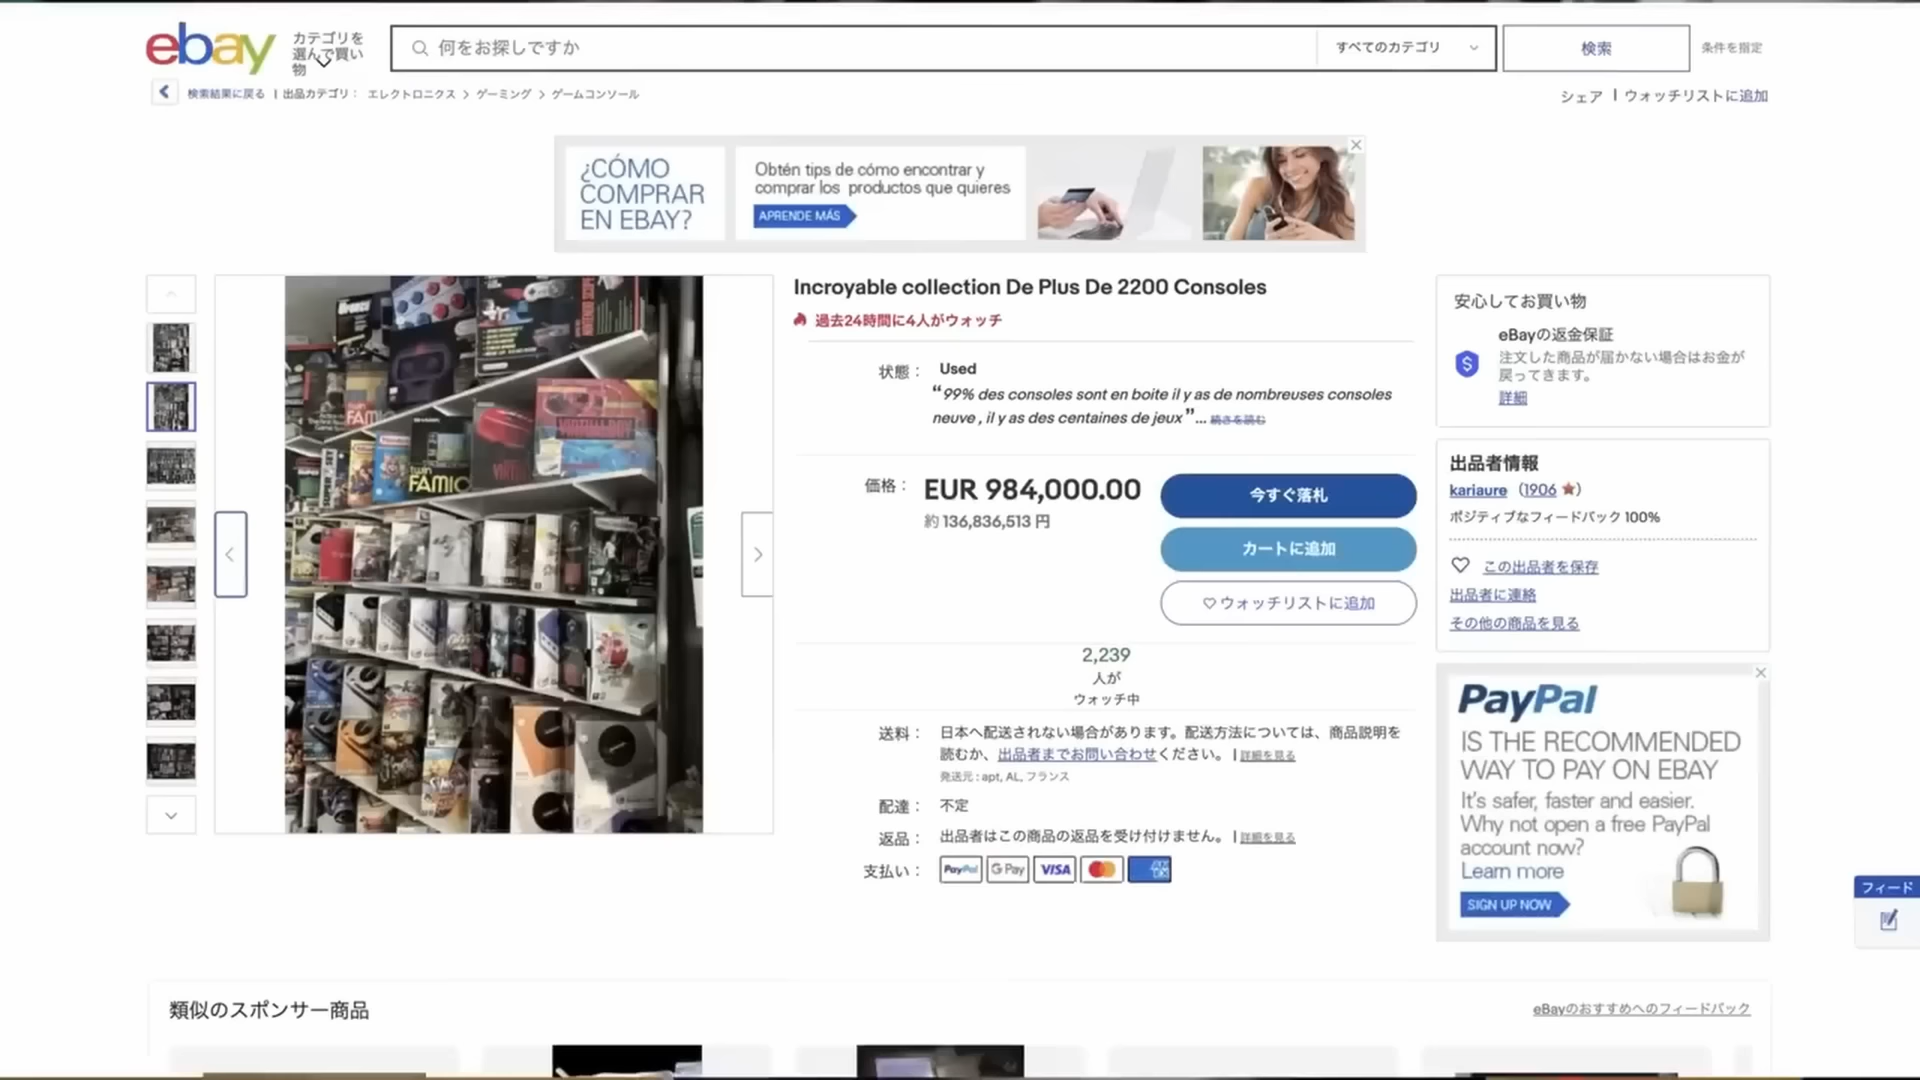 ebay
カテゴリを
選んで買い
物
何をお探しですか
すべてのカテゴリ
検索
条件を指定
検索結果に戻る | 出品カテゴリ： エレクトロニクス > ゲーミング > ゲームコンソール
シェア | ウォッチリストに追加
¿CÓMO
COMPRAR
EN EBAY?
Obtén tips de cómo encontrar y
comprar los productos que quieres
APRENDE MÁS
Incroyable collection De Plus De 2200 Consoles
過去24時間に4人がウォッチ
状態： Used
“99% des consoles sont en boite il y as de nombreuses consoles
neuve , il y as des centaines de jeux”... 続きを読む
価格： EUR 984,000.00
約 136,836,513 円
今すぐ落札
カートに追加
ウォッチリストに追加
2,239
人が
ウォッチ中
送料： 日本へ配送されない場合があります。配送方法については、商品説明を
読むか、出品者までお問い合わせください。 | 詳細を見る
発送元 : apt, AL, フランス
配達： 不定
返品： 出品者はこの商品の返品を受け付けません。 | 詳細を見る
支払い： PayPal G Pay VISA
安心してお買い物
eBayの返金保証
注文した商品が届かない場合はお金が
戻ってきます。
詳細
出品者情報
kariaure (1906)
ポジティブなフィードバック 100%
この出品者を保存
出品者に連絡
その他の商品を見る
PayPal
IS THE RECOMMENDED
WAY TO PAY ON EBAY
It's safer, faster and easier.
Why not open a free PayPal
account now?
Learn more
SIGN UP NOW
フィード
FAMI
twin
FAMIC
類似のスポンサー商品
eBayのおすすめへのフィードバック